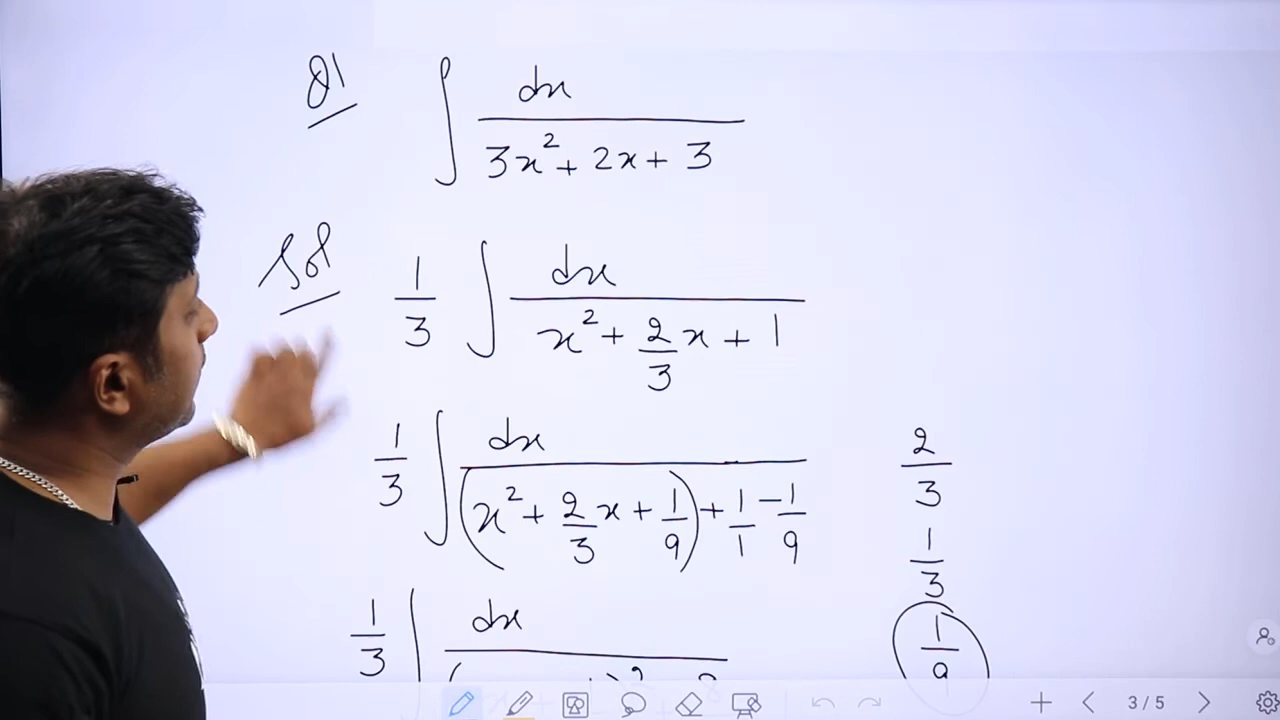 Q1 ∫ dx / (3x² + 2x + 3)
Sol 1/3 ∫ dx / (x² + 2/3 x + 1)
1/3 ∫ dx / ((x² + 2/3 x + 1/9) + 1/1 - 1/9)
2/3
1/3
1/9
1/3 ∫ dx
3/5